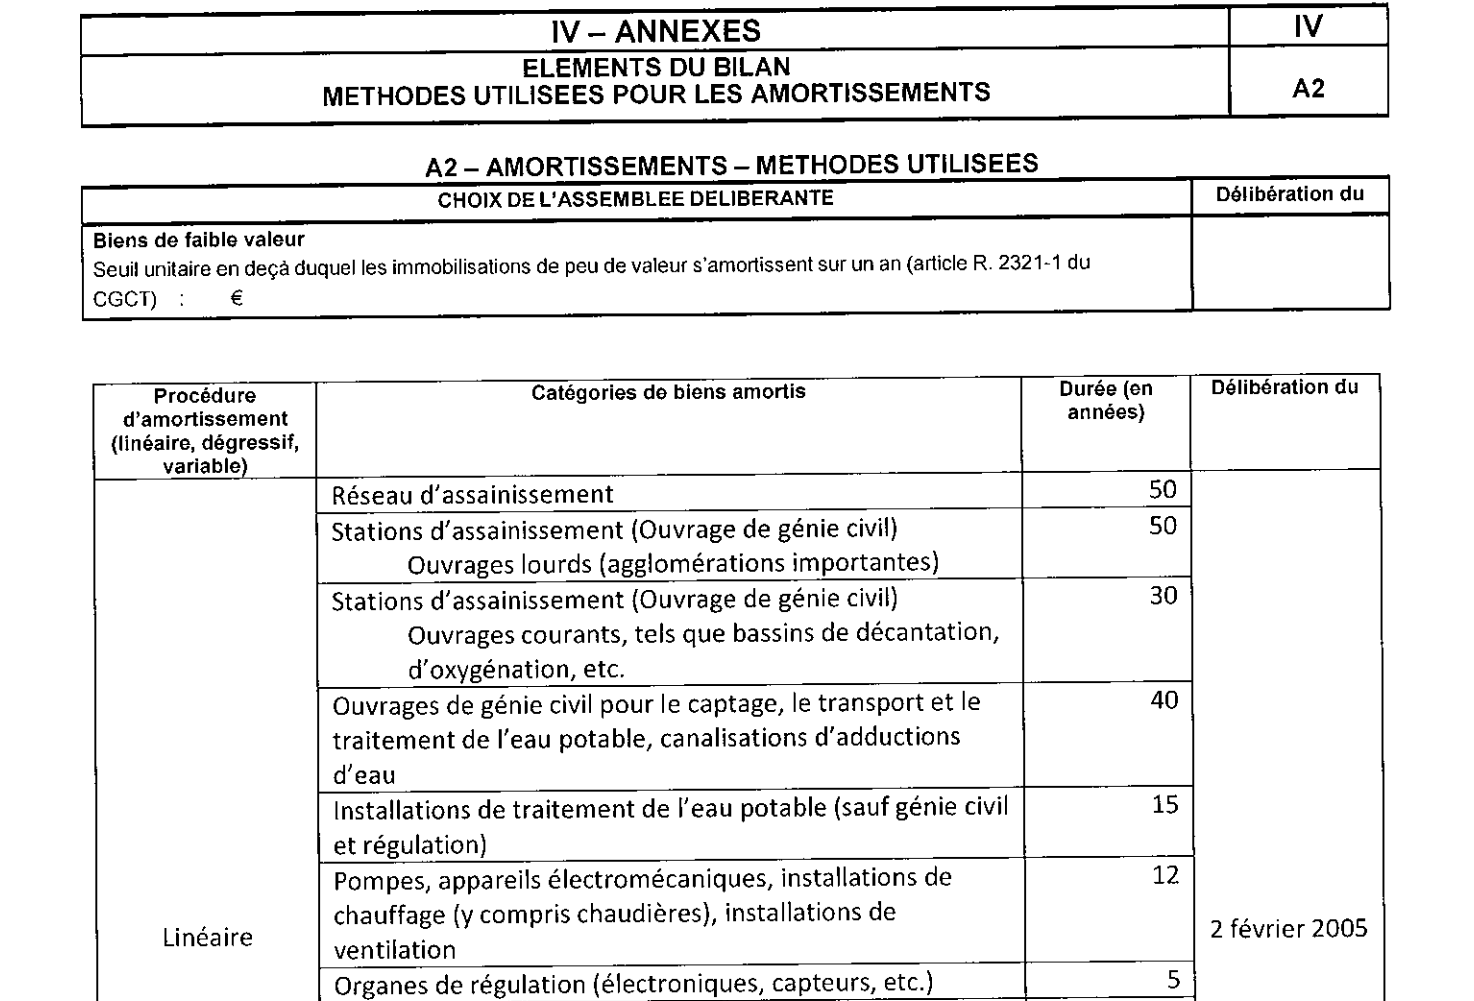 IV – ANNEXES
IV
ELEMENTS DU BILAN
METHODES UTILISEES POUR LES AMORTISSEMENTS
A2
A2 – AMORTISSEMENTS – METHODES UTILISEES
CHOIX DE L'ASSEMBLEE DELIBERANTE
Délibération du
Biens de faible valeur
Seuil unitaire en deçà duquel les immobilisations de peu de valeur s'amortissent sur un an (article R. 2321-1 du
CGCT) : €
Procédure
d'amortissement
(linéaire, dégressif,
variable)
Catégories de biens amortis
Durée (en
années)
Délibération du
Réseau d'assainissement
50
Stations d'assainissement (Ouvrage de génie civil)
50
Ouvrages lourds (agglomérations importantes)
Stations d'assainissement (Ouvrage de génie civil)
30
Ouvrages courants, tels que bassins de décantation,
d'oxygénation, etc.
Ouvrages de génie civil pour le captage, le transport et le
40
traitement de l'eau potable, canalisations d'adductions
d'eau
Installations de traitement de l'eau potable (sauf génie civil
15
et régulation)
Pompes, appareils électromécaniques, installations de
12
chauffage (y compris chaudières), installations de
ventilation
Linéaire
2 février 2005
Organes de régulation (électroniques, capteurs, etc.)
5